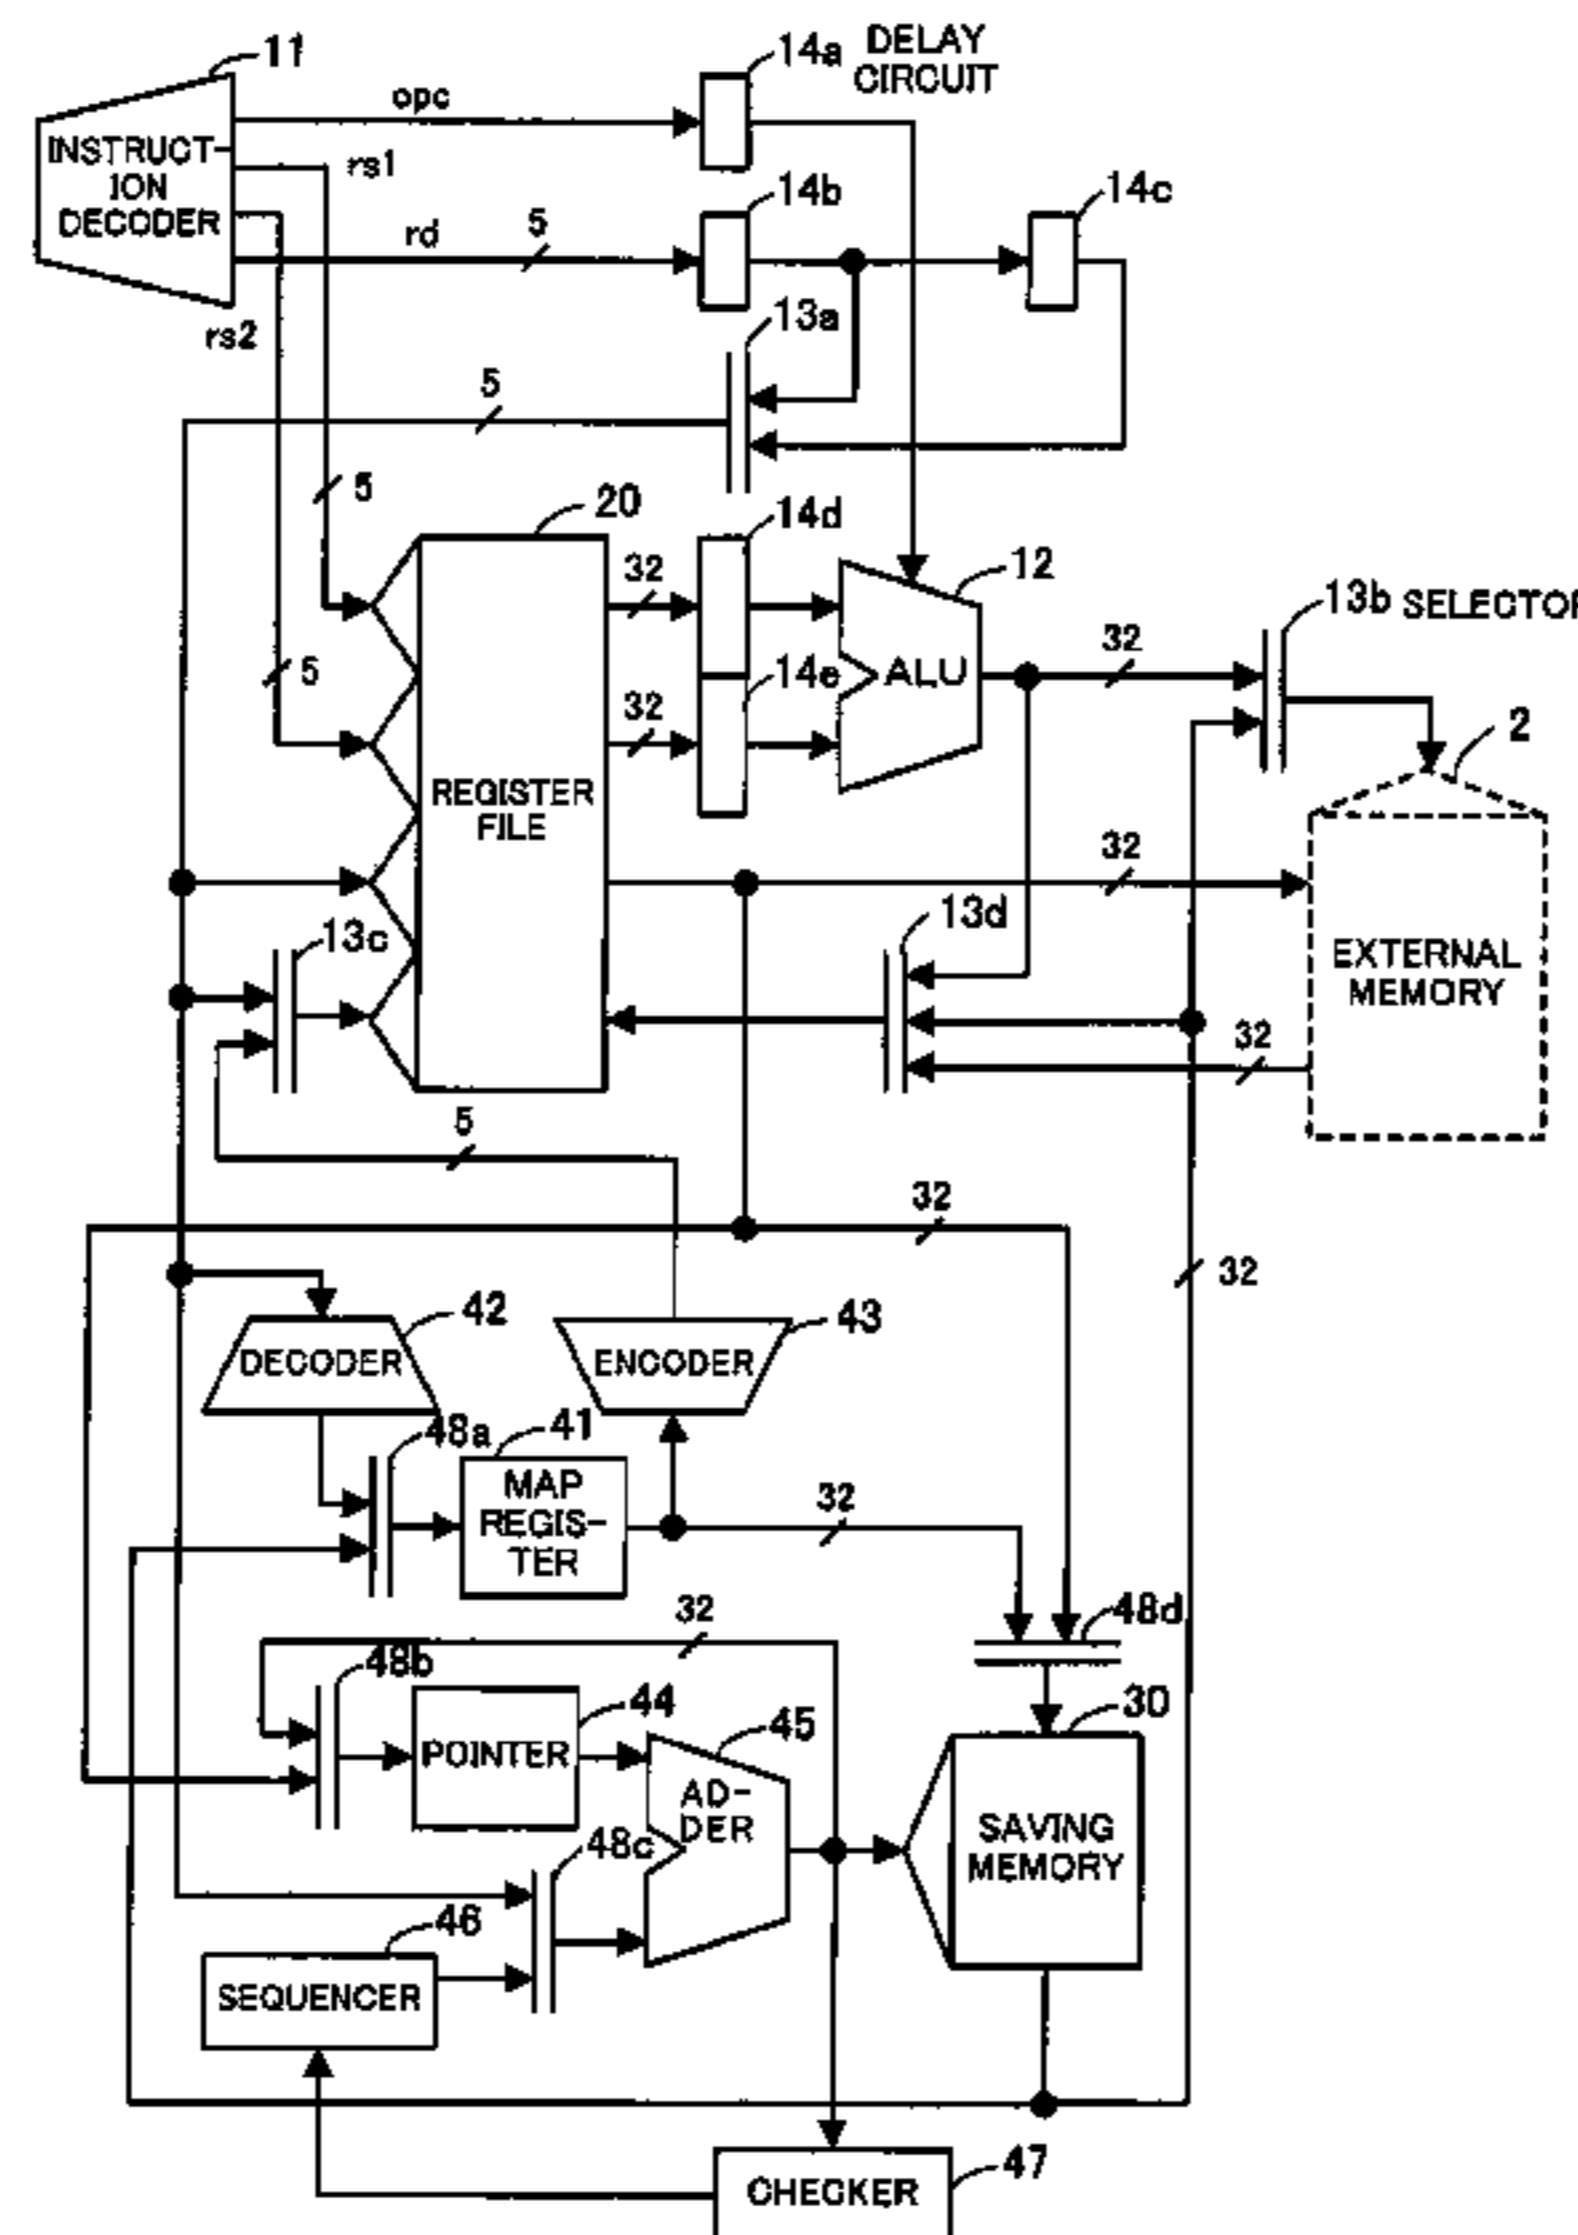 11
14a
DELAY
CIRCUIT
opc
INSTRUCT-
ION
DECODER
rs1
14b
14c
rd
5
rs2
13a
5
5
20
14d
32
12
13b SELECTOR
5
32
14e
ALU
32
2
REGISTER
FILE
32
13c
13d
EXTERNAL
MEMORY
32
5
32
32
42
43
DECODER
ENCODER
48a
41
MAP
REGIS-
TER
32
32
48d
48b
44
45
30
POINTER
AD-
DER
SAVING
MEMORY
48c
46
SEQUENCER
47
CHECKER